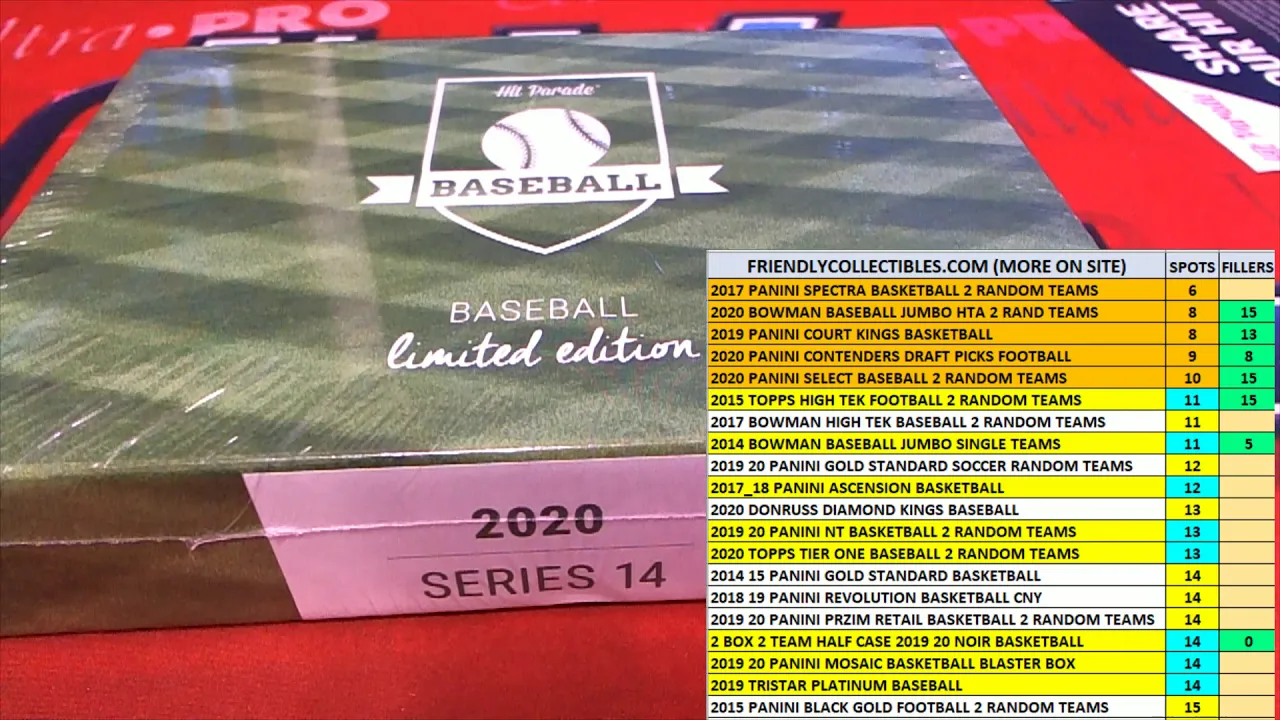 ltra•PRO
PRO
SHARE
UR HIT
Hit Parade
BASEBALL
BASEBALL
limited edition
2020
SERIES 14
FRIENDLYCOLLECTIBLES.COM (MORE ON SITE) SPOTS FILLERS
2017 PANINI SPECTRA BASKETBALL 2 RANDOM TEAMS 6
2020 BOWMAN BASEBALL JUMBO HTA 2 RAND TEAMS 8 15
2019 PANINI COURT KINGS BASKETBALL 8 13
2020 PANINI CONTENDERS DRAFT PICKS FOOTBALL 9 8
2020 PANINI SELECT BASEBALL 2 RANDOM TEAMS 10 15
2015 TOPPS HIGH TEK FOOTBALL 2 RANDOM TEAMS 11 15
2017 BOWMAN HIGH TEK BASEBALL 2 RANDOM TEAMS 11
2014 BOWMAN BASEBALL JUMBO SINGLE TEAMS 11 5
2019 20 PANINI GOLD STANDARD SOCCER RANDOM TEAMS 12
2017_18 PANINI ASCENSION BASKETBALL 12
2020 DONRUSS DIAMOND KINGS BASEBALL 13
2019 20 PANINI NT BASKETBALL 2 RANDOM TEAMS 13
2020 TOPPS TIER ONE BASEBALL 2 RANDOM TEAMS 13
2014 15 PANINI GOLD STANDARD BASKETBALL 14
2018 19 PANINI REVOLUTION BASKETBALL CNY 14
2019 20 PANINI PRZIM RETAIL BASKETBALL 2 RANDOM TEAMS 14
2 BOX 2 TEAM HALF CASE 2019 20 NOIR BASKETBALL 14 0
2019 20 PANINI MOSAIC BASKETBALL BLASTER BOX 14
2019 TRISTAR PLATINUM BASEBALL 14
2015 PANINI BLACK GOLD FOOTBALL 2 RANDOM TEAMS 15